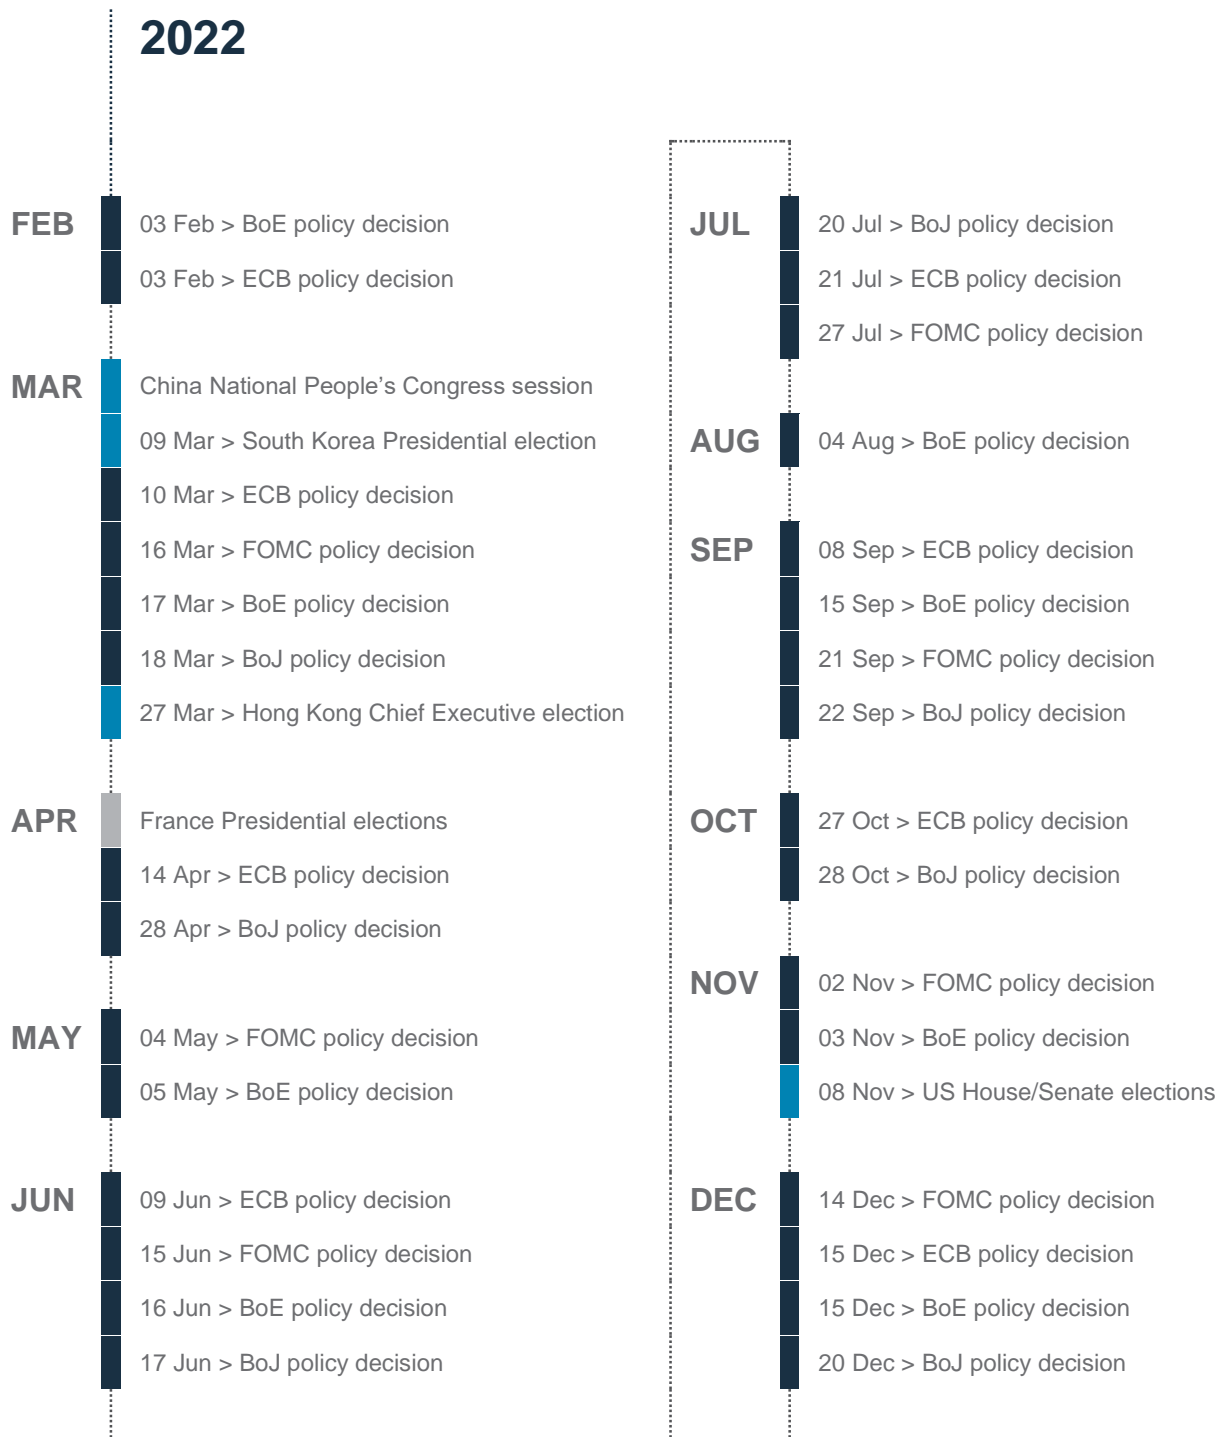 2022
FEB
03 Feb > BoE policy decision
03 Feb > ECB policy decision
MAR
China National People’s Congress session
09 Mar > South Korea Presidential election
10 Mar > ECB policy decision
16 Mar > FOMC policy decision
17 Mar > BoE policy decision
18 Mar > BoJ policy decision
27 Mar > Hong Kong Chief Executive election
APR
France Presidential elections
14 Apr > ECB policy decision
28 Apr > BoJ policy decision
MAY
04 May > FOMC policy decision
05 May > BoE policy decision
JUN
09 Jun > ECB policy decision
15 Jun > FOMC policy decision
16 Jun > BoE policy decision
17 Jun > BoJ policy decision
JUL
20 Jul > BoJ policy decision
21 Jul > ECB policy decision
27 Jul > FOMC policy decision
AUG
04 Aug > BoE policy decision
SEP
08 Sep > ECB policy decision
15 Sep > BoE policy decision
21 Sep > FOMC policy decision
22 Sep > BoJ policy decision
OCT
27 Oct > ECB policy decision
28 Oct > BoJ policy decision
NOV
02 Nov > FOMC policy decision
03 Nov > BoE policy decision
08 Nov > US House/Senate elections
DEC
14 Dec > FOMC policy decision
15 Dec > ECB policy decision
15 Dec > BoE policy decision
20 Dec > BoJ policy decision